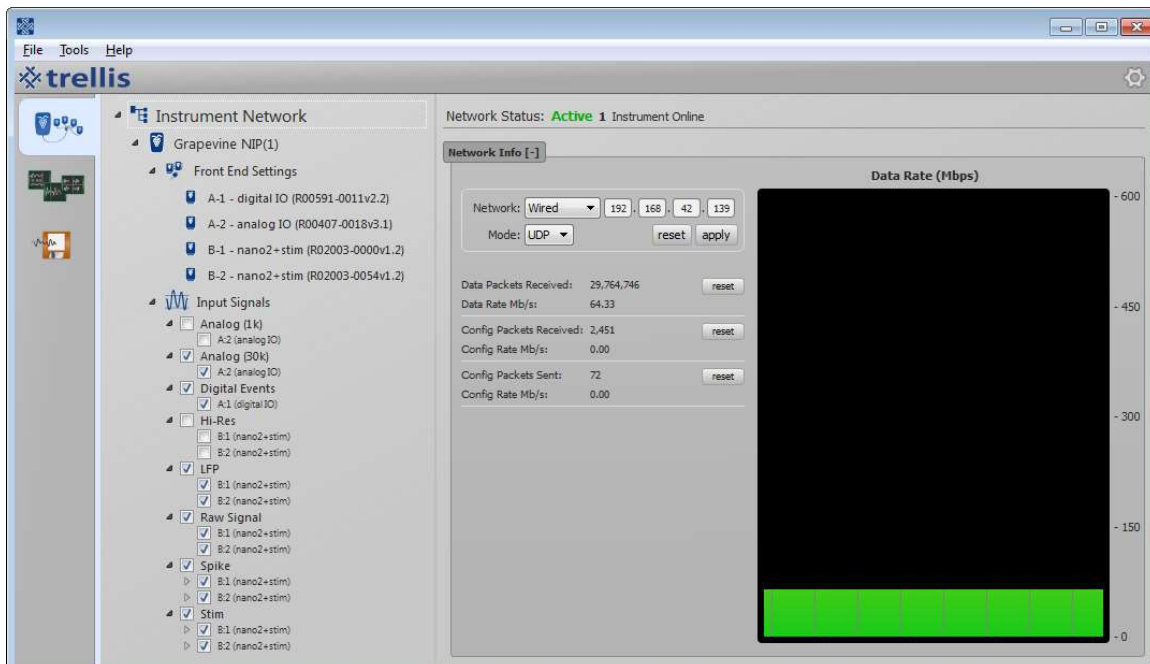 File Tools Help
trellis
Instrument Network
Grapevine NIP(1)
Front End Settings
A-1 - digital IO (R00591-0011v2.2)
A-2 - analog IO (R00407-0018v3.1)
B-1 - nano2+stim (R02003-0000v1.2)
B-2 - nano2+stim (R02003-0054v1.2)
Input Signals
Analog (1k)
A:2 (analog IO)
Analog (30k)
A:2 (analog IO)
Digital Events
A:1 (digital IO)
Hi-Res
B:1 (nano2+stim)
B:2 (nano2+stim)
LFP
B:1 (nano2+stim)
B:2 (nano2+stim)
Raw Signal
B:1 (nano2+stim)
B:2 (nano2+stim)
Spike
B:1 (nano2+stim)
B:2 (nano2+stim)
Stim
B:1 (nano2+stim)
B:2 (nano2+stim)
Network Status: Active 1 Instrument Online
Network Info [-]
Network: Wired 192 . 168 . 42 . 139
Mode: UDP reset apply
Data Packets Received: 29,764,746 reset
Data Rate Mb/s: 64.33
Config Packets Received: 2,451 reset
Config Rate Mb/s: 0.00
Config Packets Sent: 72 reset
Config Rate Mb/s: 0.00
Data Rate (Mbps)
- 600
- 450
- 300
- 150
- 0